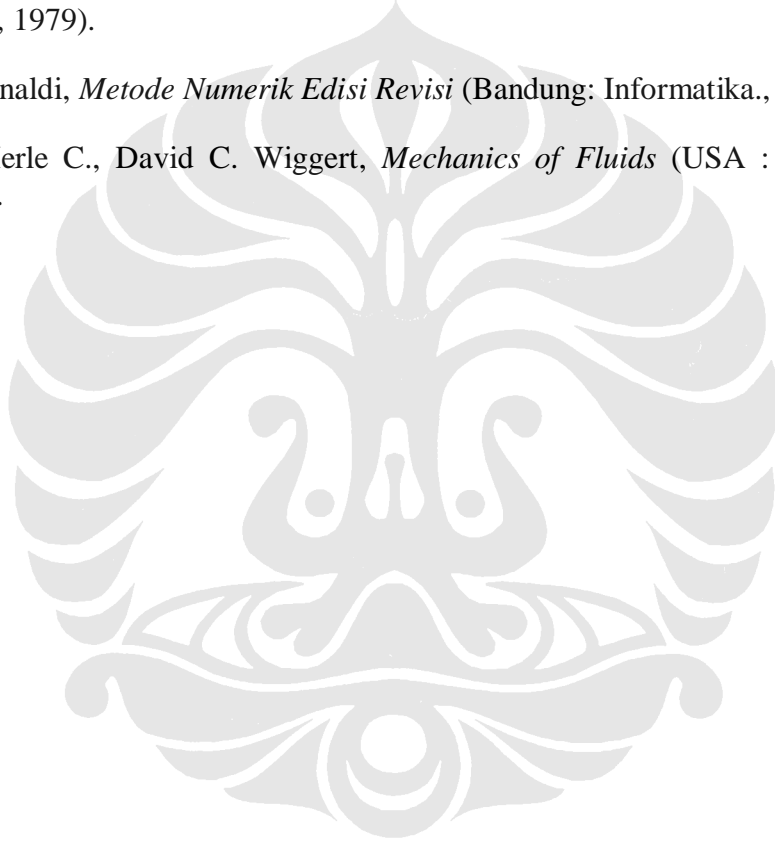 , 1979).
naldi, Metode Numerik Edisi Revisi (Bandung: Informatika.,
erle C., David C. Wiggert, Mechanics of Fluids (USA :
.